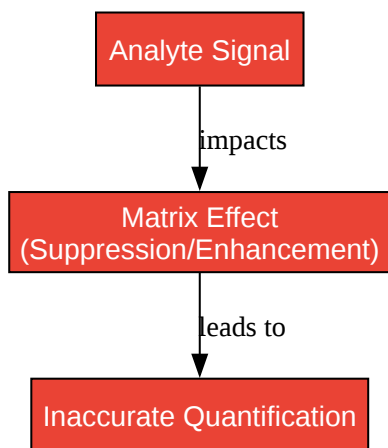 Analyte Signal
impacts
Matrix Effect
(Suppression/Enhancement)
leads to
Inaccurate Quantification